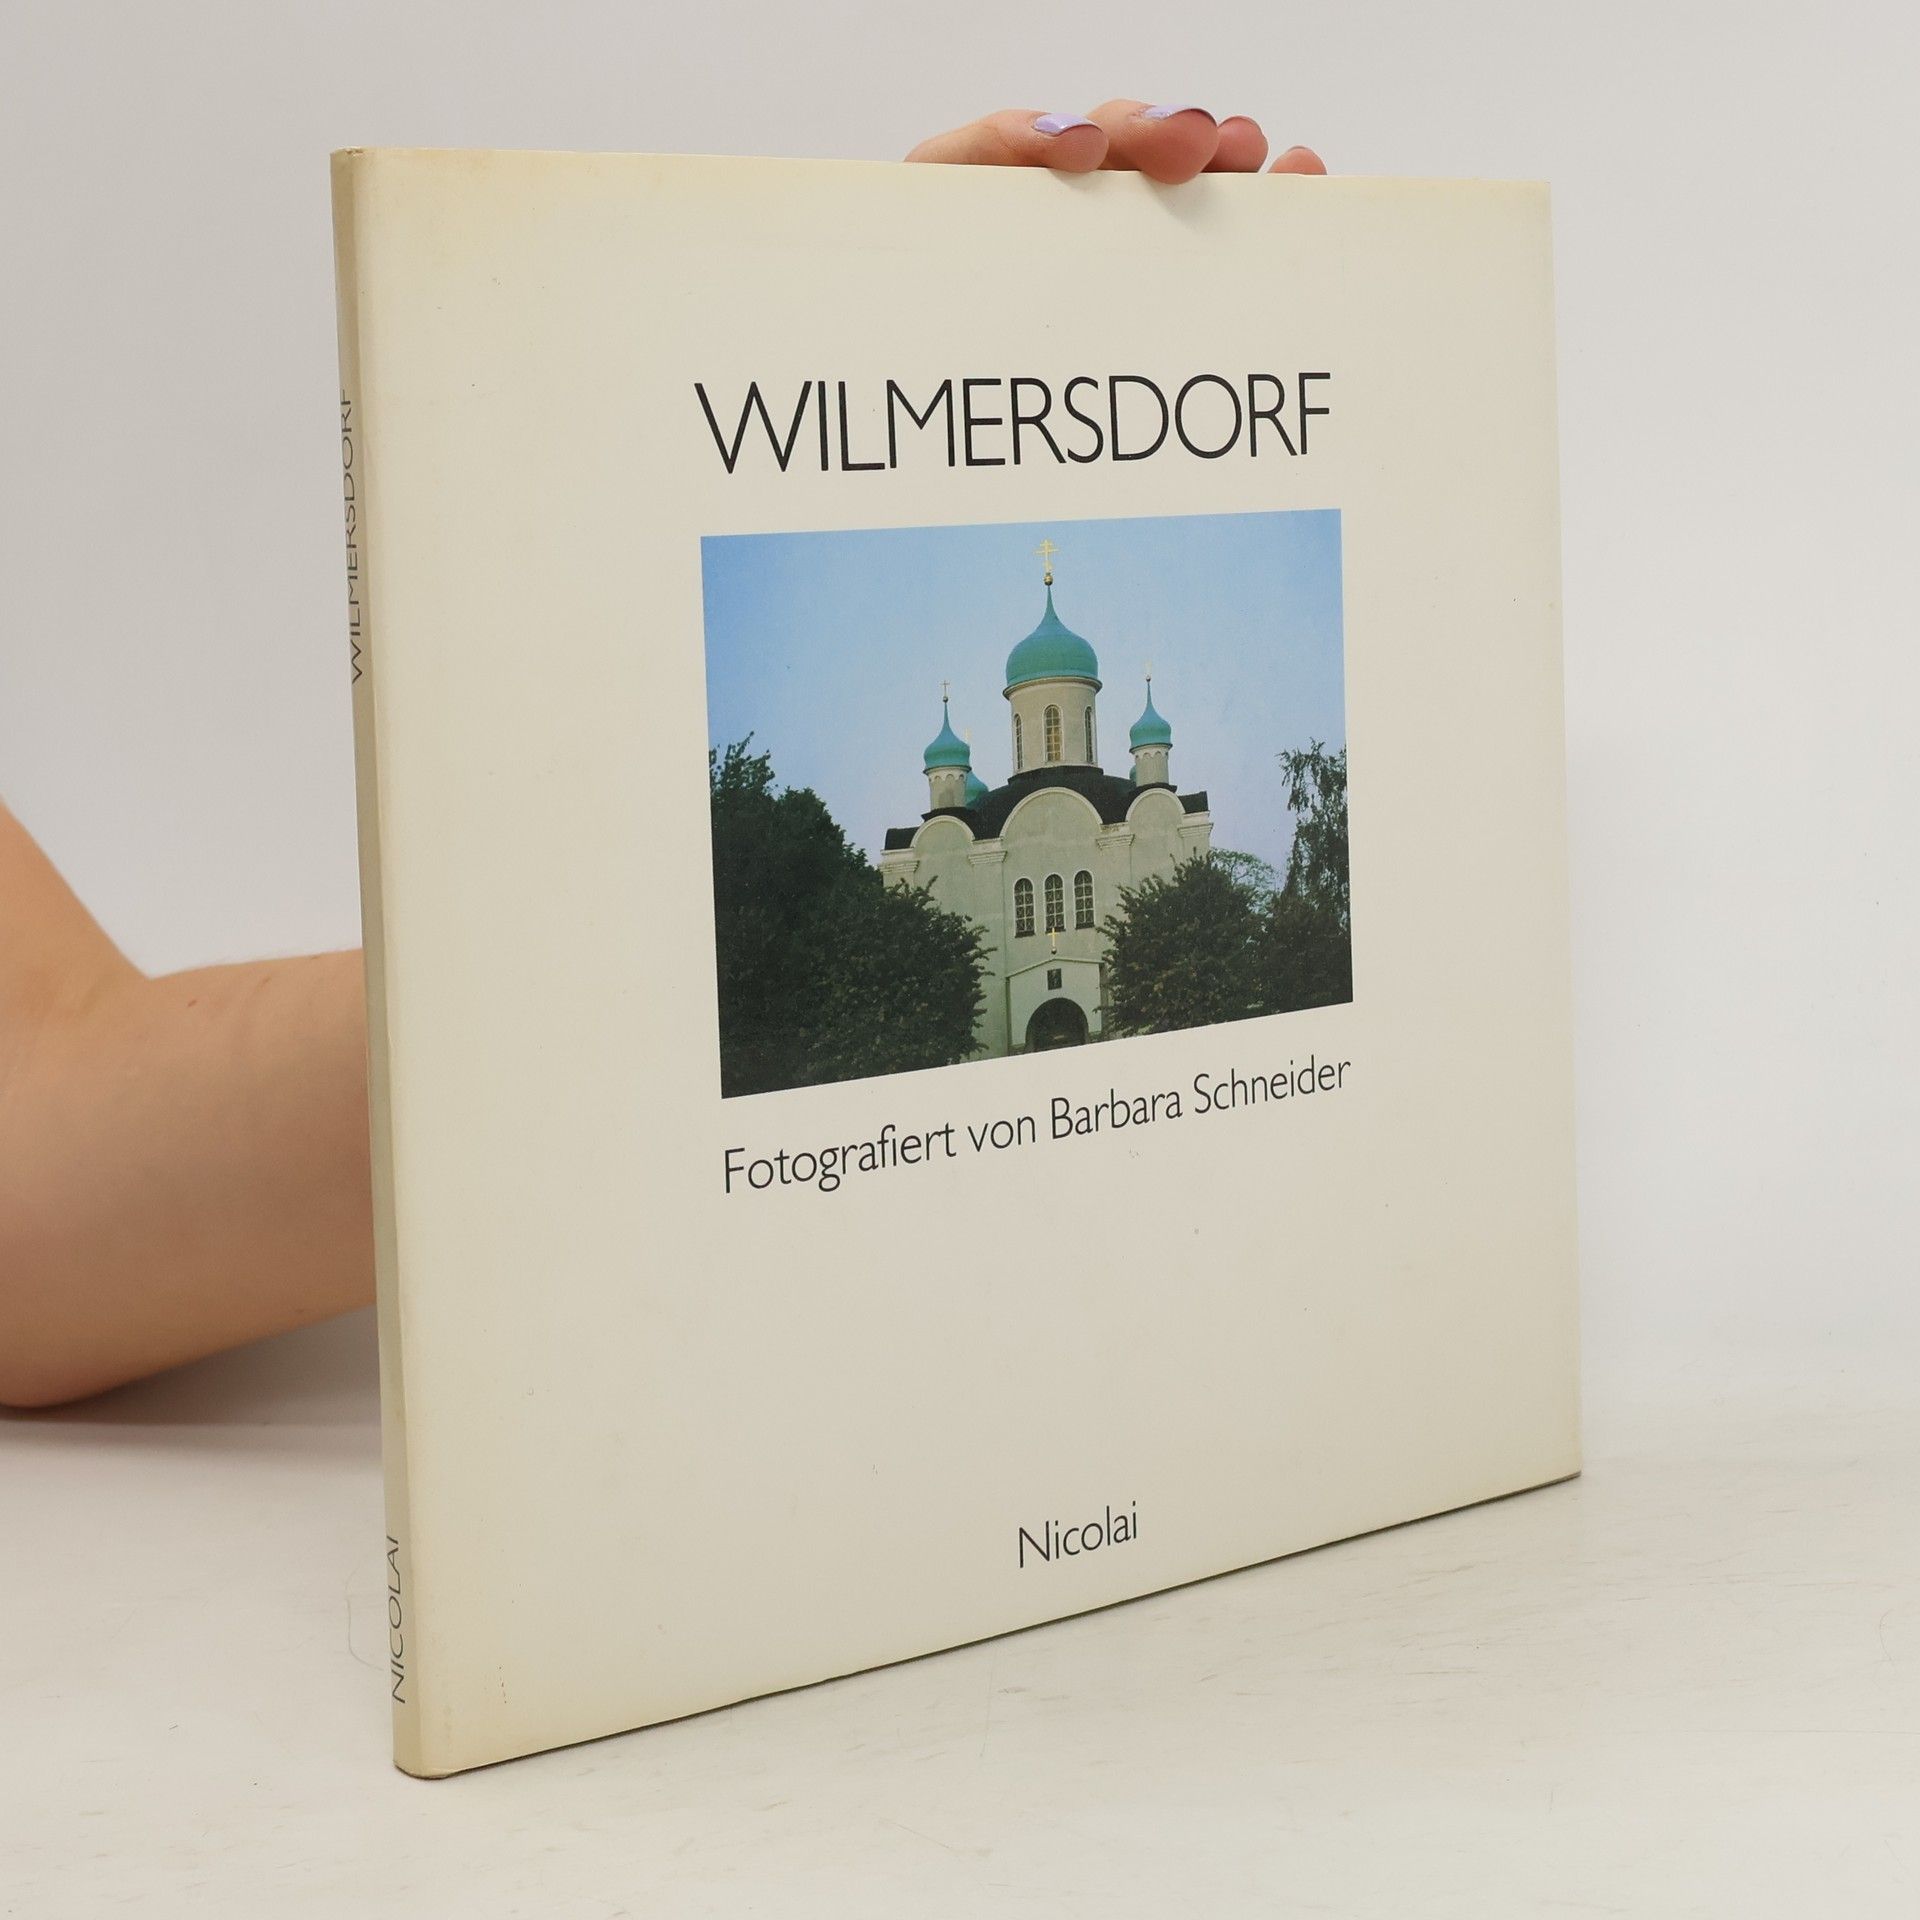 WILMERSDORF
Fotografiert von Barbara Schneider
Nicolai
WILMERSDORF
NICOLAI